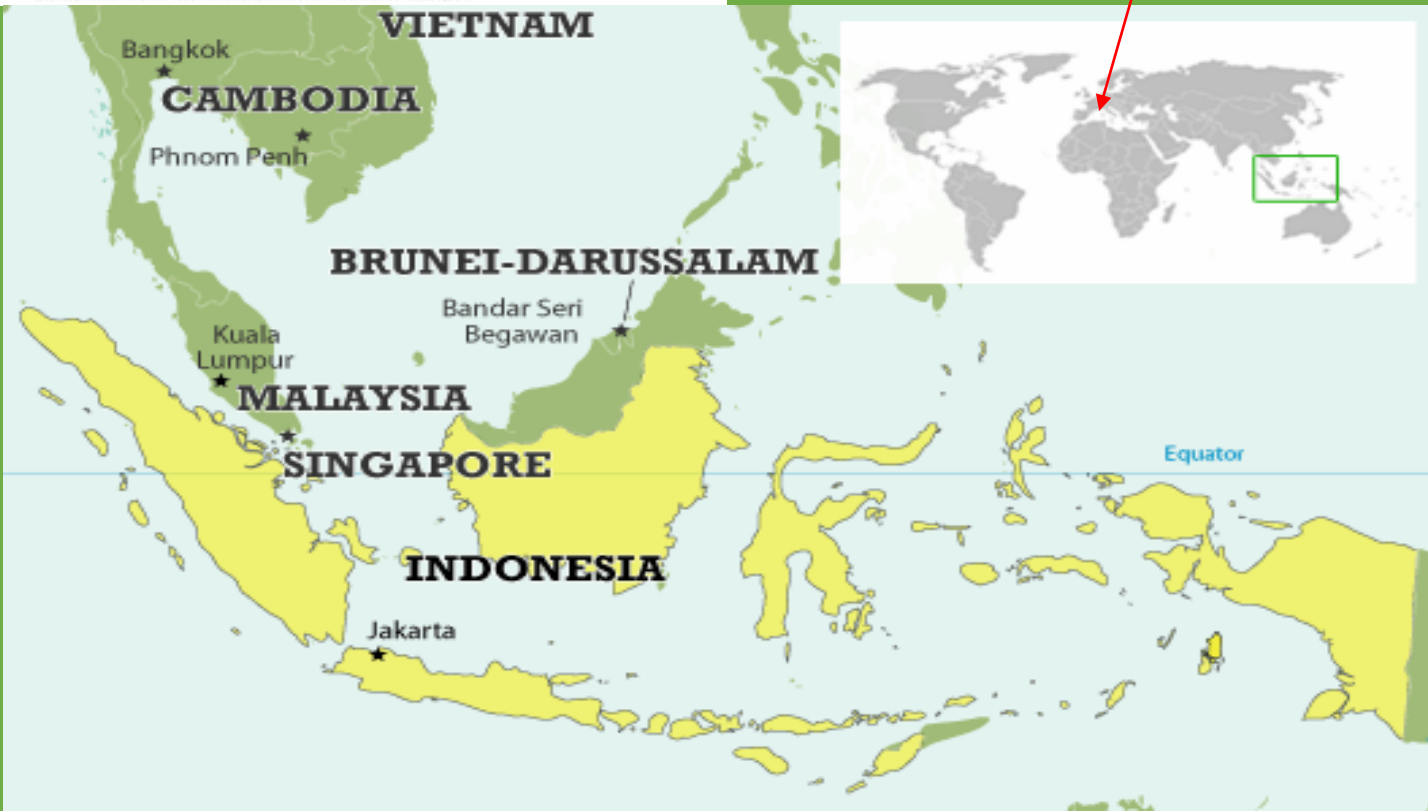 VIETNAM
Bangkok
CAMBODIA
Phnom Penh
BRUNEI-DARUSSALAM
Bandar Seri
Begawan
Kuala
Lumpur
MALAYSIA
SINGAPORE
Equator
INDONESIA
Jakarta